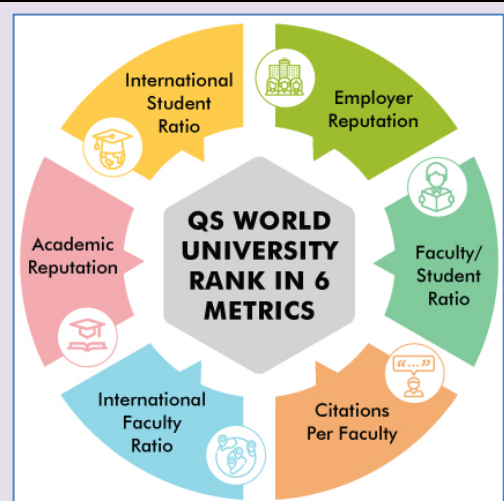 International
Student
Ratio
Employer
Reputation
Academic
Reputation
QS WORLD
UNIVERSITY
RANK IN 6
METRICS
Faculty/
Student
Ratio
International
Faculty
Ratio
Citations
Per Faculty
“...”